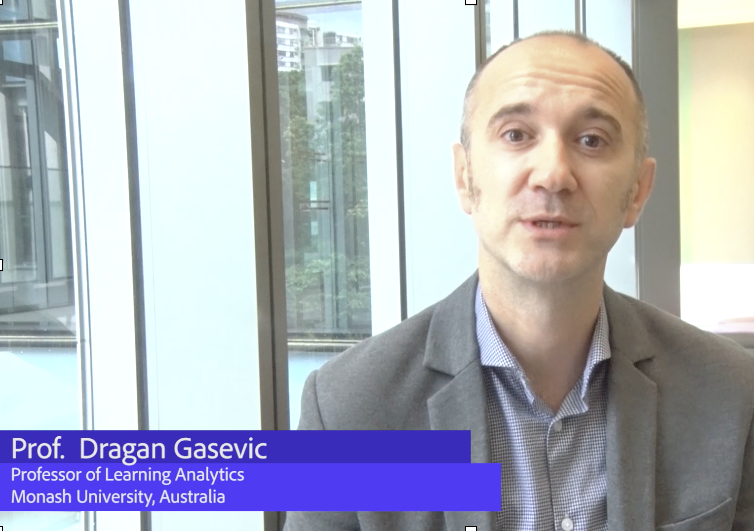 Prof. Dragan Gasevic
Professor of Learning Analytics
Monash University, Australia